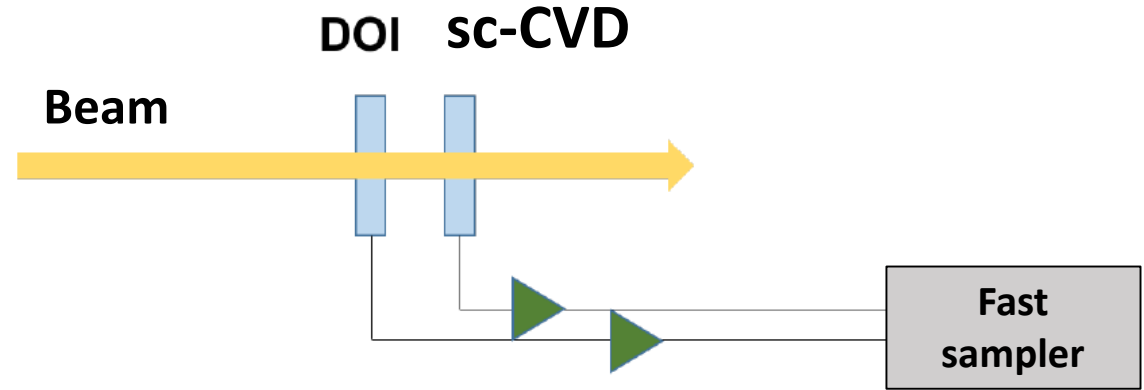 DOI
sc-CVD
Beam
Fast
sampler